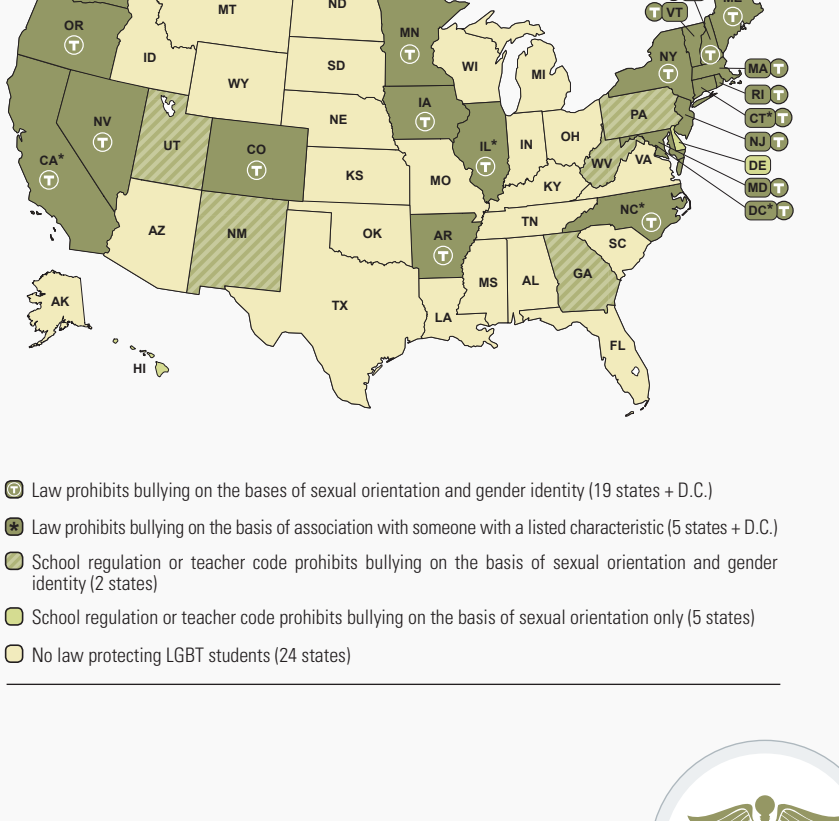 ND
ME
MT
T VT
T
OR
T
MN
T
T
ID
NY
T
WI
SD
MI
MA T
WY
RI T
IA
T
NV
T
NE
PA
CT* T
OH
UT
CO
T
IL*
T
IN
NJ T
CA*
T
WV
VA
DE
KS
MO
KY
MD T
NC*
T
DC* T
TN
AZ
NM
OK
AR
T
SC
GA
MS
AL
AK
TX
LA
FL
HI
T Law prohibits bullying on the bases of sexual orientation and gender identity (19 states + D.C.)
* Law prohibits bullying on the basis of association with someone with a listed characteristic (5 states + D.C.)
School regulation or teacher code prohibits bullying on the basis of sexual orientation and gender
identity (2 states)
School regulation or teacher code prohibits bullying on the basis of sexual orientation only (5 states)
No law protecting LGBT students (24 states)